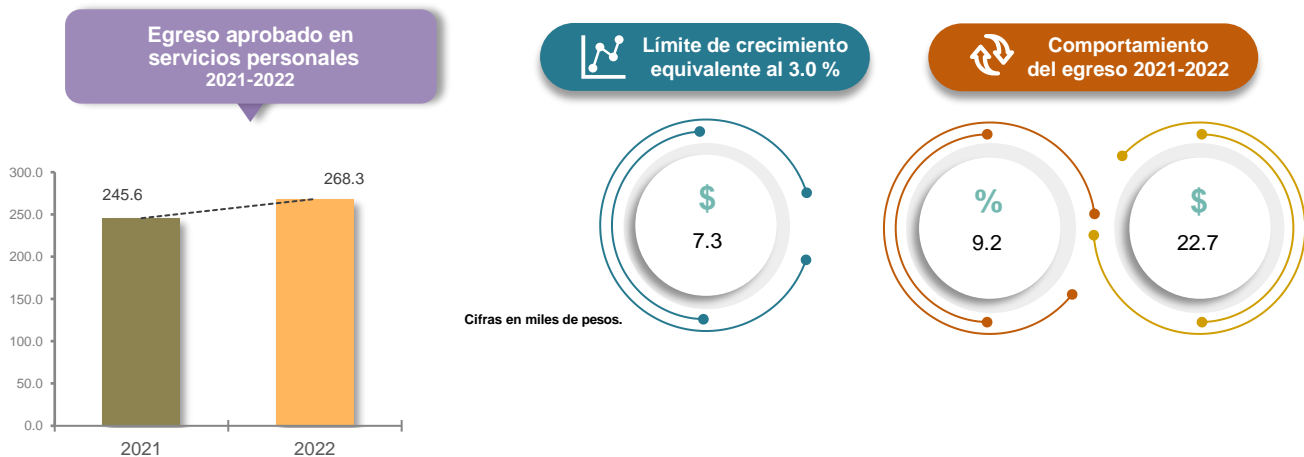 Egreso aprobado en
servicios personales
2021-2022
Límite de crecimiento
equivalente al 3.0 %
Comportamiento
del egreso 2021-2022
300.0
250.0
200.0
150.0
100.0
50.0
0.0
245.6
268.3
2021
2022
$
7.3
%
9.2
$
22.7
Cifras en miles de pesos.